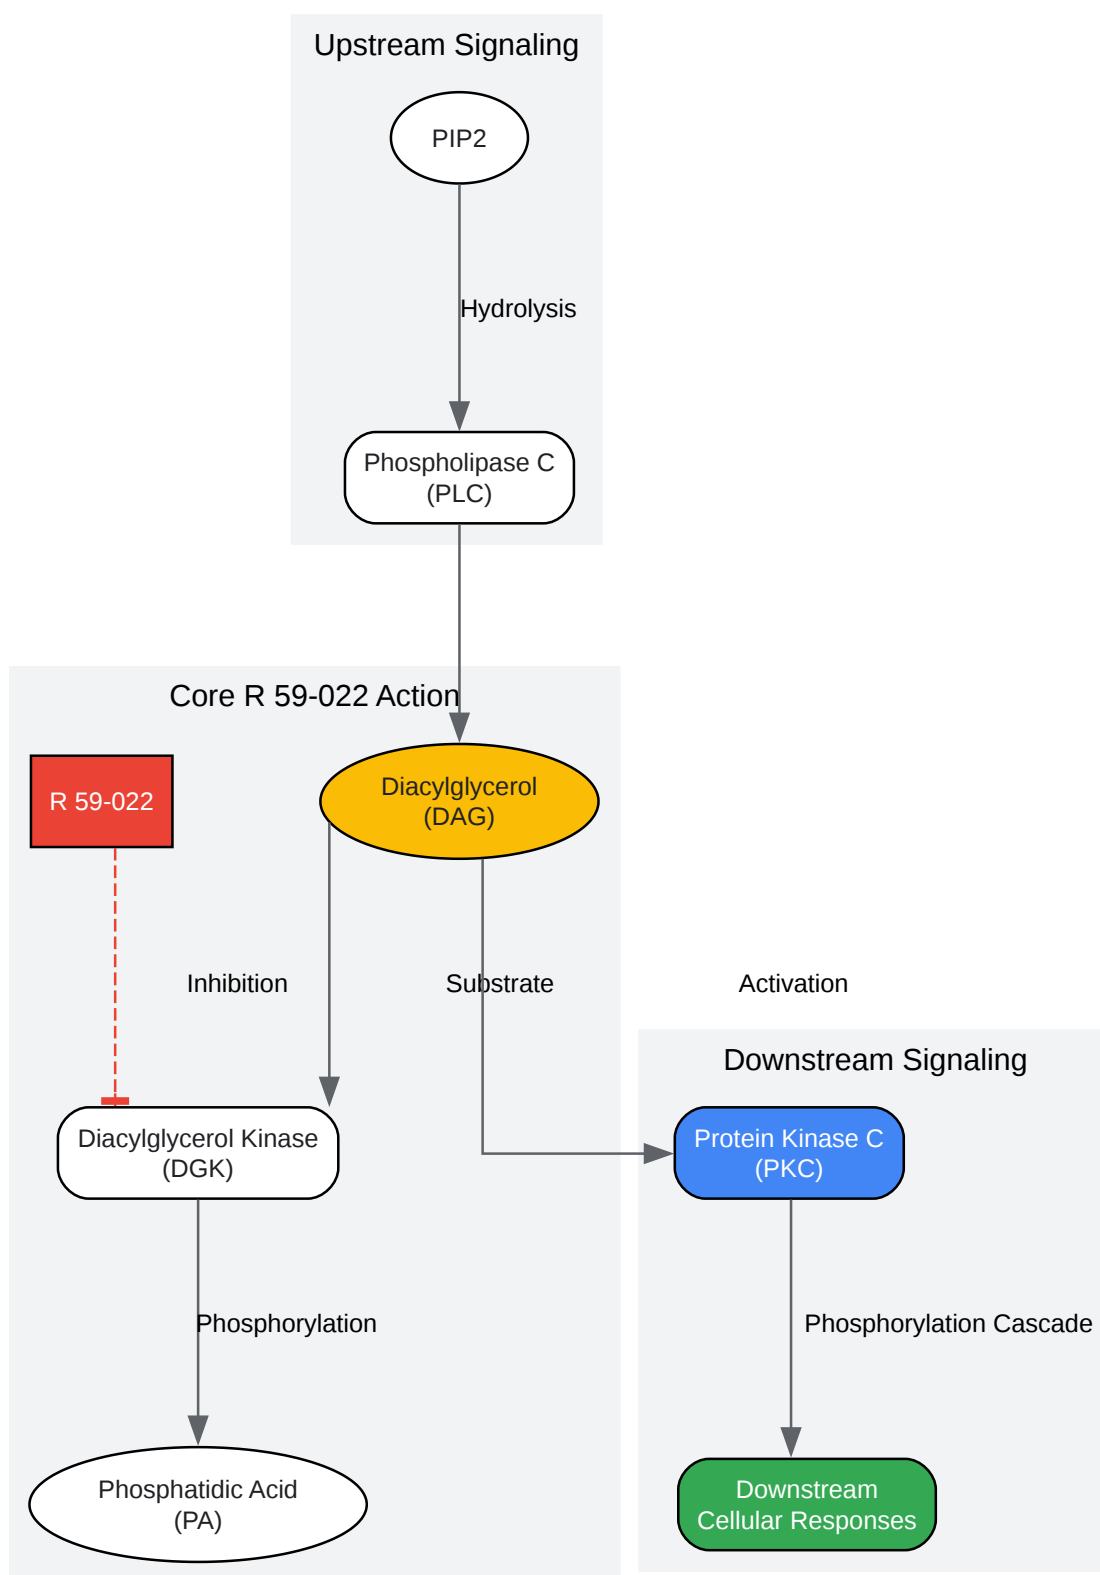 Upstream Signaling
PIP2
Hydrolysis
Phospholipase C
(PLC)
Core R 59-022 Action
R 59-022
Diacylglycerol
(DAG)
Inhibition
Substrate
Activation
Downstream Signaling
Diacylglycerol Kinase
(DGK)
Protein Kinase C
(PKC)
Phosphorylation
Phosphorylation Cascade
Phosphatidic Acid
(PA)
Downstream
Cellular Responses